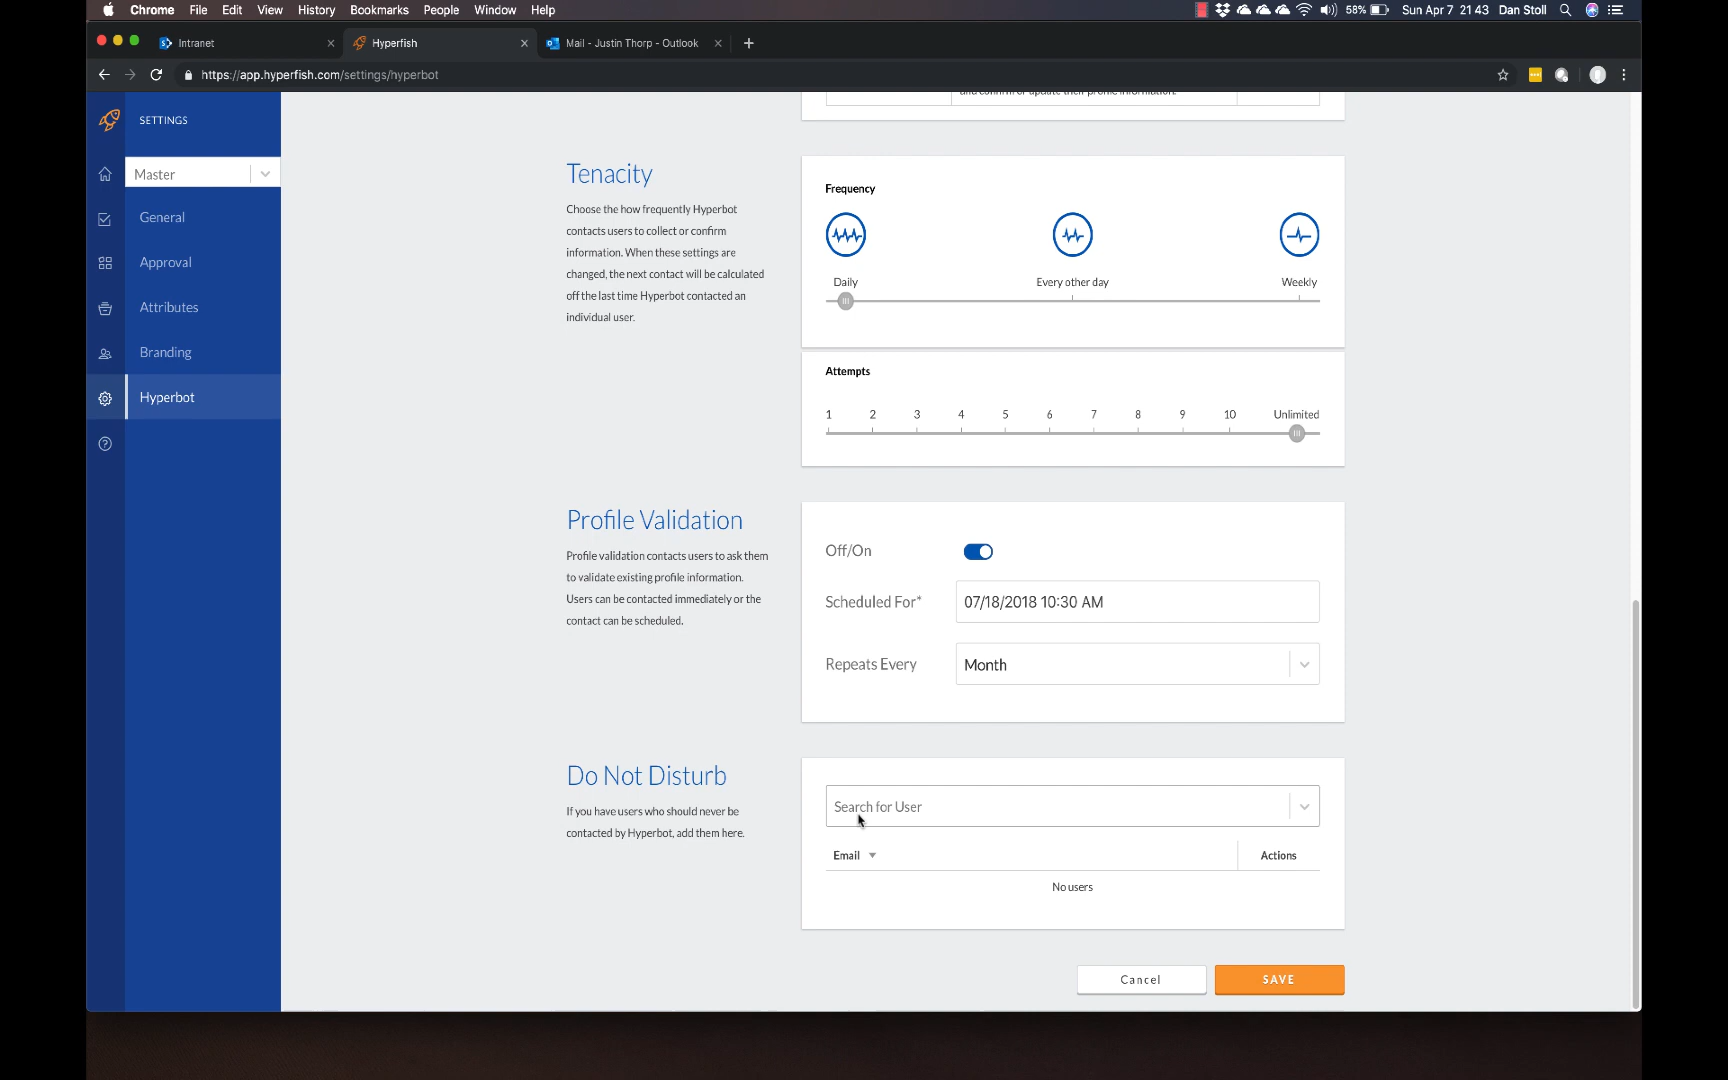 Chrome File Edit View History Bookmarks People Window Help 58% Sun Apr 7 21 43 Dan Stoll
Intranet Hyperfish Mail - Justin Thorp - Outlook
https://app.hyperfish.com/settings/hyperbot
SETTINGS
Master
General
Approval
Attributes
Branding
Hyperbot
and confirm or update their profile information.
Tenacity
Choose the how frequently Hyperbot
contacts users to collect or confirm
information. When these settings are
changed, the next contact will be calculated
off the last time Hyperbot contacted an
individual user.
Frequency
Daily Every other day Weekly
Attempts
1 2 3 4 5 6 7 8 9 10 Unlimited
Profile Validation
Profile validation contacts users to ask them
to validate existing profile information.
Users can be contacted immediately or the
contact can be scheduled.
Off/On
Scheduled For* 07/18/2018 10:30 AM
Repeats Every Month
Do Not Disturb
If you have users who should never be
contacted by Hyperbot, add them here.
Search for User
Email Actions
No users
Cancel SAVE